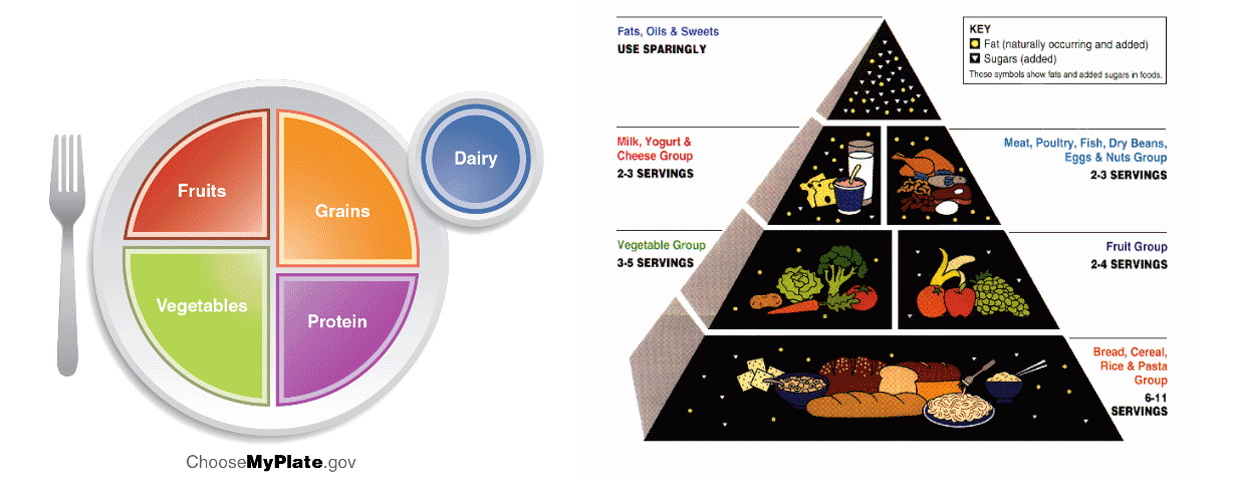 Fruits
Grains
Dairy
Vegetables
Protein
ChooseMyPlate.gov
Fats, Oils & Sweets
USE SPARINGLY
KEY
Fat (naturally occurring and added)
Sugars (added)
These symbols show fats and added sugars in foods.
Milk, Yogurt &
Cheese Group
2-3 SERVINGS
Meat, Poultry, Fish, Dry Beans,
Eggs & Nuts Group
2-3 SERVINGS
Vegetable Group
3-5 SERVINGS
Fruit Group
2-4 SERVINGS
Bread, Cereal,
Rice & Pasta
Group
6-11
SERVINGS